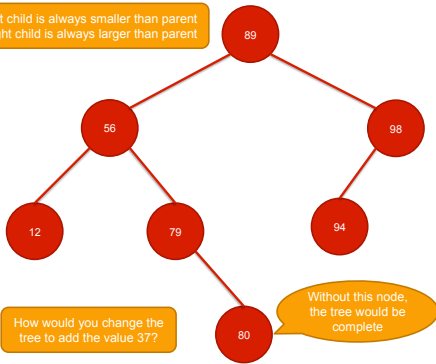 t child is always smaller than parent
ght child is always larger than parent
89
56
98
12
79
94
80
Without this node,
the tree would be
complete
How would you change the
tree to add the value 37?